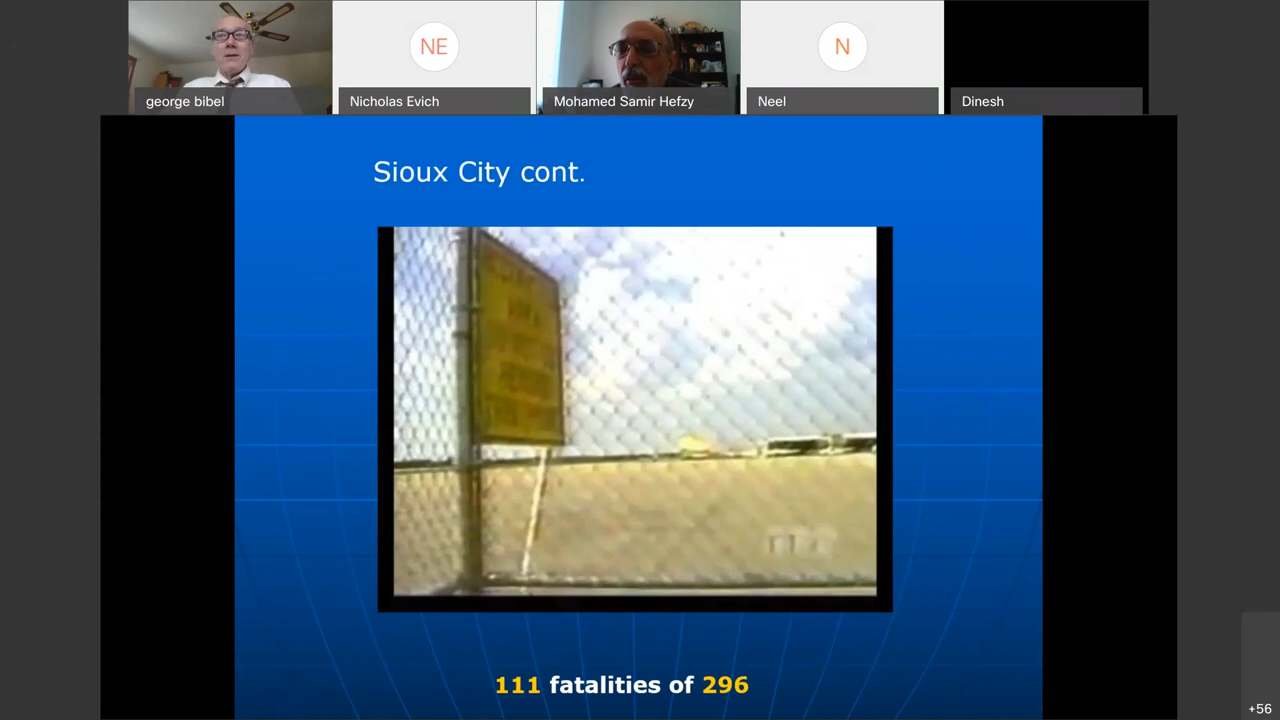 NE
N
george bibel
Nicholas Evich
Mohamed Samir Hefzy
Neel
Dinesh
Sioux City cont.
111 fatalities of 296
+56